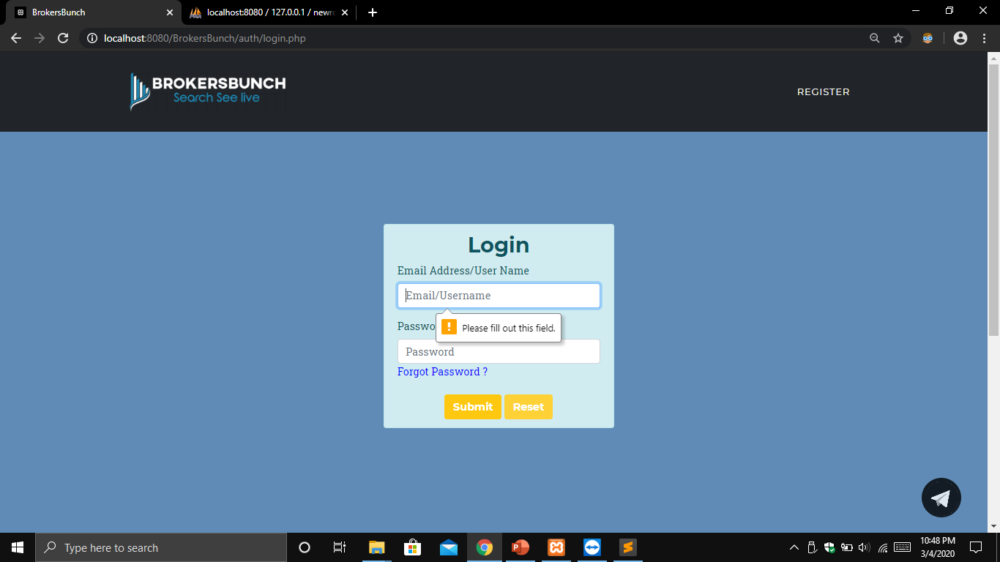 BrokersBunch
localhost:8080 / 127.0.0.1 / newre
localhost:8080/BrokersBunch/auth/login.php
BROKERSBUNCH
Search See live
REGISTER
Login
Email Address/User Name
Email/Username
Passwo
Please fill out this field.
Password
Forgot Password ?
Submit Reset
Type here to search
10:48 PM
3/4/2020